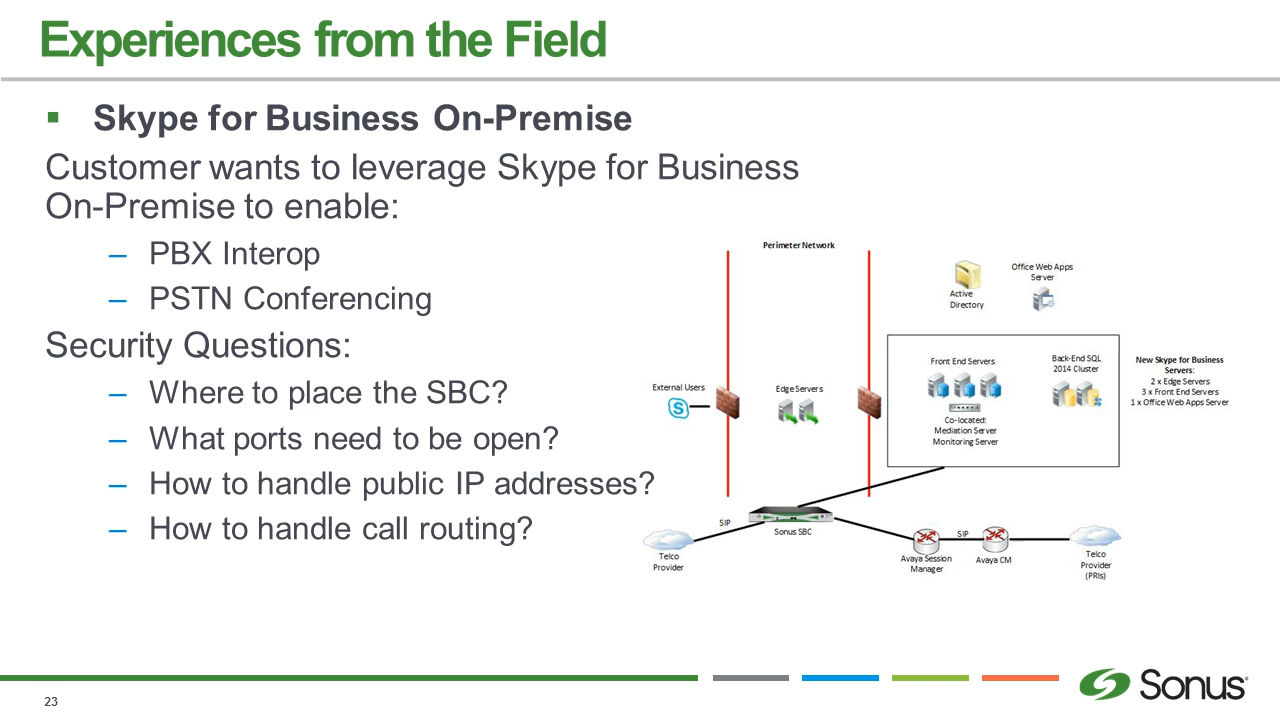 Experiences from the Field
Skype for Business On-Premise
Customer wants to leverage Skype for Business
On-Premise to enable:
– PBX Interop
– PSTN Conferencing
Security Questions:
– Where to place the SBC?
– What ports need to be open?
– How to handle public IP addresses?
– How to handle call routing?
Perimeter Network
Active
Directory
Office Web Apps
Server
External Users
Edge Servers
Front End Servers
Co-located:
Mediation Server
Monitoring Server
Back-End SQL
2014 Cluster
New Skype for Business
Servers:
2 x Edge Servers
3 x Front End Servers
1 x Office Web Apps Server
SIP
Telco
Provider
Sonus SBC
Avaya Session
Manager
SIP
Avaya CM
Telco
Provider
(PRIs)
23
Sonus